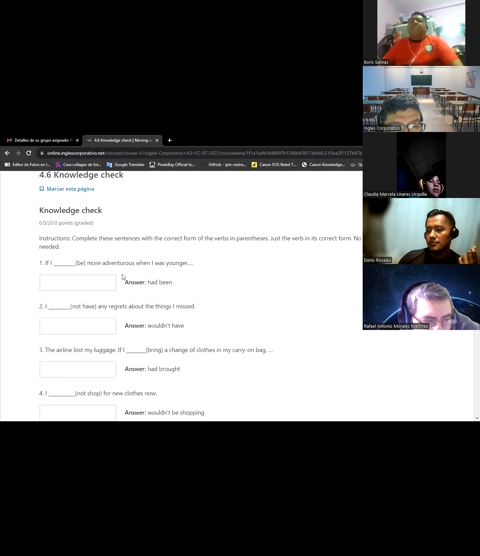 Boris Salinas
Detalles de su grupo asignado
4.6 Knowledge check | Moving
Ingles Corporativo
online.inglescorporativo.net
Editor de Fotos en l
Crea collages de fot
Google Translate
PirateBay Official to
GitHub - iptv-restre
Canon EOS Rebel T
Canon Knowledge
4.6 Knowledge check
Marcar esta página
Claudia Marcela Linares Urquilla
Knowledge check
0.0/20.0 points (graded)
Instructions: Complete these sentences with the correct form of the verbs in parentheses. Just the verb in its correct form. No
needed.
1. If I ________(be) more adventurous when I was younger....
Denis Rosales
Answer: had been
2. I ________(not have) any regrets about the things I missed.
Answer: wouldn't have
Rafael Antonio Morales Martinez
3. The airline lost my luggage. If I _______(bring) a change of clothes in my carry-on bag, ...
Answer: had brought
4. I __________(not shop) for new clothes now.
Answer: wouldn't be shopping